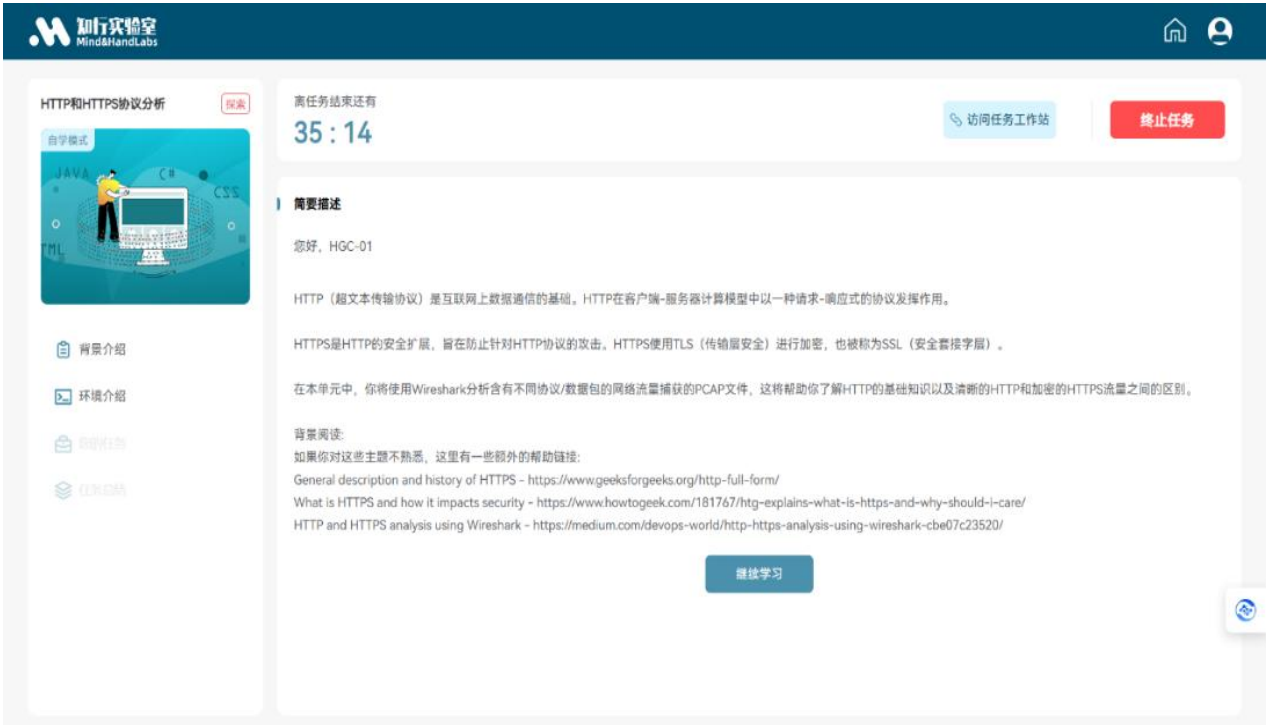 知行实验室
Mind&HandLabs
HTTP和HTTPS协议分析
探索
自学模式
JAVA
C#
CSS
TML
背景介绍
环境介绍
离任务结束还有
35 : 14
访问任务工作站
终止任务
简要描述
您好，HGC-01
HTTP（超文本传输协议）是互联网上数据通信的基础。HTTP在客户端-服务器计算模型中以一种请求-响应式的协议发挥作用。
HTTPS是HTTP的安全扩展，旨在防止针对HTTP协议的攻击。HTTPS使用TLS（传输层安全）进行加密，也被称为SSL（安全套接字层）。
在本单元中，你将使用Wireshark分析含有不同协议/数据包的网络流量捕获的PCAP文件，这将帮助你了解HTTP的基础知识以及清晰的HTTP和加密的HTTPS流量之间的区别。
背景阅读:
如果你对这些主题不熟悉，这里有一些额外的帮助链接:
General description and history of HTTPS - https://www.geeksforgeeks.org/http-full-form/
What is HTTPS and how it impacts security - https://www.howtogeek.com/181767/htg-explains-what-is-https-and-why-should-i-care/
HTTP and HTTPS analysis using Wireshark - https://medium.com/devops-world/http-https-analysis-using-wireshark-cbe07c23520/
继续学习